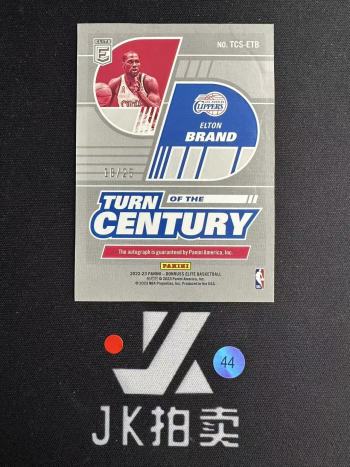 E
ELITE
NO. TCS-ETB
CLIPPERS
ELTON
BRAND
18/25
TURN
OF THE
CENTURY
The autograph is guaranteed by Panini America, Inc.
PANINI
2022-23 PANINI – DONRUSS ELITE BASKETBALL
© 2023 Panini America, Inc.
© 2023 NBA Properties, Inc. Produced in the USA.
NBA
44
JK拍卖